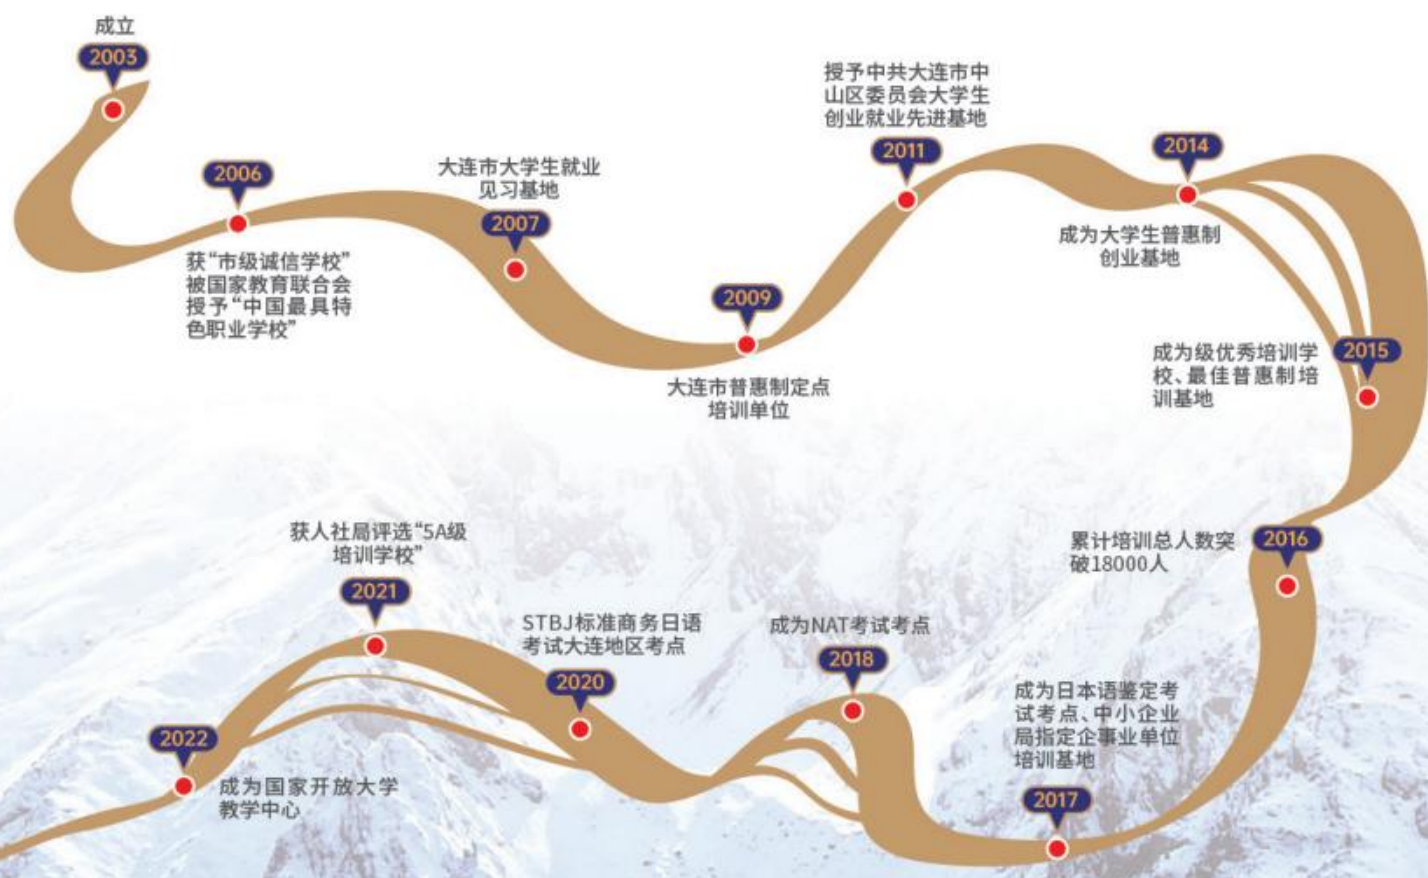 成立
2003
2006
获“市级诚信学校”
被国家教育联合会
授予“中国最具特
色职业学校”
大连市大学生就业
见习基地
2007
2009
大连市普惠制定点
培训单位
授予中共大连市中
山区委员会大学生
创业就业先进基地
2011
2014
成为大学生普惠制
创业基地
2015
成为级优秀培训学
校、最佳普惠制培
训基地
2016
累计培训总人数突
破18000人
成为日本语鉴定考
试考点、中小企业
局指定企事业单位
培训基地
2017
成为NAT考试考点
2018
STBJ标准商务日语
考试大连地区考点
2020
获人社局评选“5A级
培训学校”
2021
2022
成为国家开放大学
教学中心